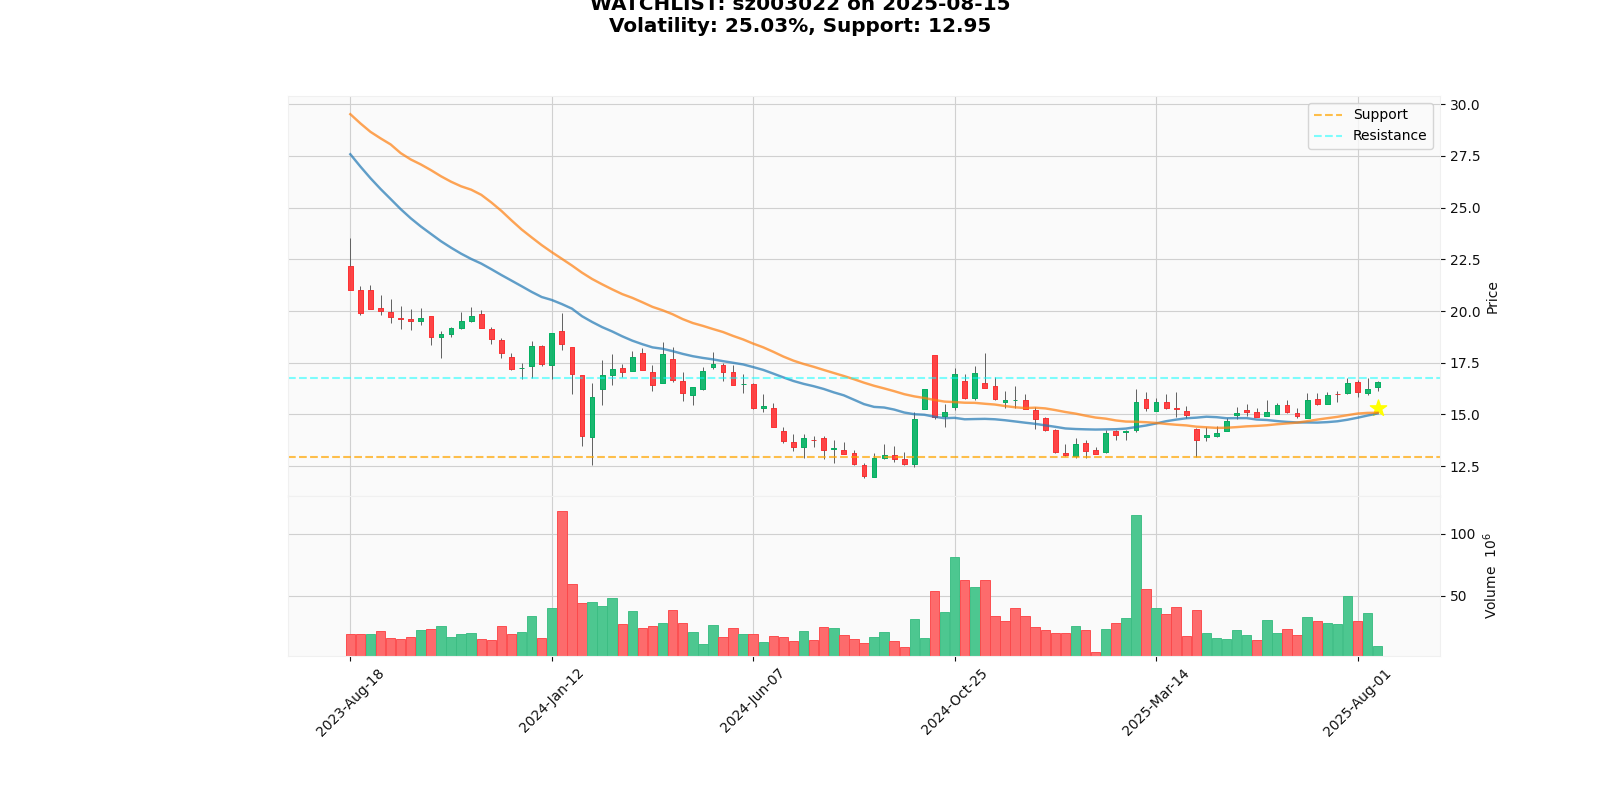 WATCHLIST: sz003022 on 2025-08-15
Volatility: 25.03%, Support: 12.95
Support
Resistance
30.0
27.5
25.0
22.5
20.0
17.5
15.0
12.5
Price
100
50
Volume 10^6
2023-Aug-18
2024-Jan-12
2024-Jun-07
2024-Oct-25
2025-Mar-14
2025-Aug-01